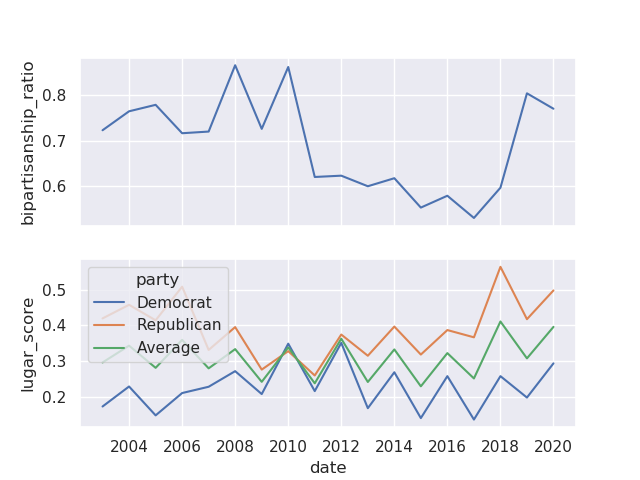 bipartisanship_ratio
0.8
0.7
0.6
lugar_score
0.5
0.4
0.3
0.2
party
Democrat
Republican
Average
2004 2006 2008 2010 2012 2014 2016 2018 2020
date